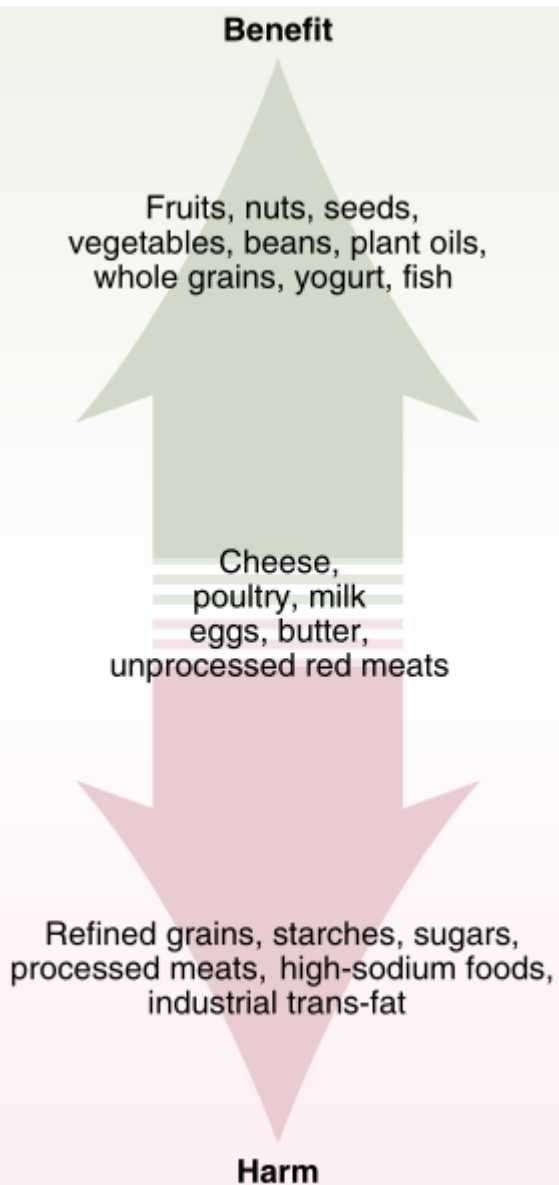 Benefit
Fruits, nuts, seeds,
vegetables, beans, plant oils,
whole grains, yogurt, fish
Cheese,
poultry, milk
eggs, butter,
unprocessed red meats
Refined grains, starches, sugars,
processed meats, high-sodium foods,
industrial trans-fat
Harm